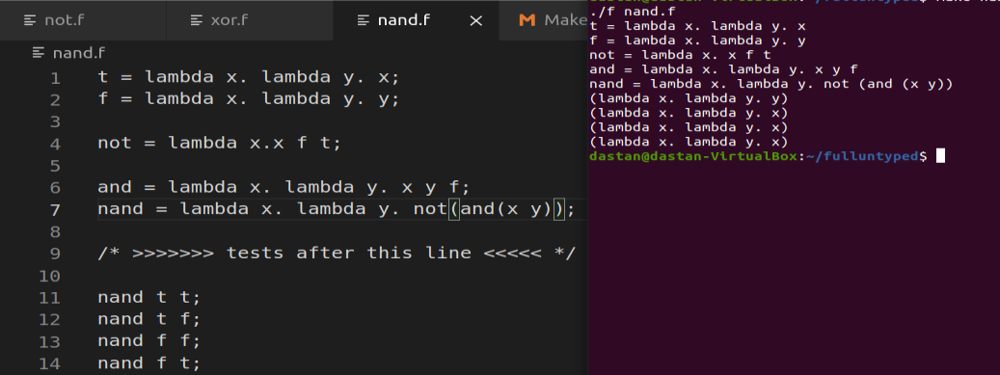 not.f
xor.f
nand.f
Make
nand.f
1 t = lambda x. lambda y. x;
2 f = lambda x. lambda y. y;
3
4 not = lambda x.x f t;
5
6 and = lambda x. lambda y. x y f;
7 nand = lambda x. lambda y. not(and(x y));
8
9 /* >>>>>>> tests after this line <<<<< */
10
11 nand t t;
12 nand t f;
13 nand f f;
14 nand f t;
./f nand.f
t = lambda x. lambda y. x
f = lambda x. lambda y. y
not = lambda x. x f t
and = lambda x. lambda y. x y f
nand = lambda x. lambda y. not (and (x y))
(lambda x. lambda y. y)
(lambda x. lambda y. x)
(lambda x. lambda y. x)
(lambda x. lambda y. x)
dastan@dastan-VirtualBox:~/fulluntyped$